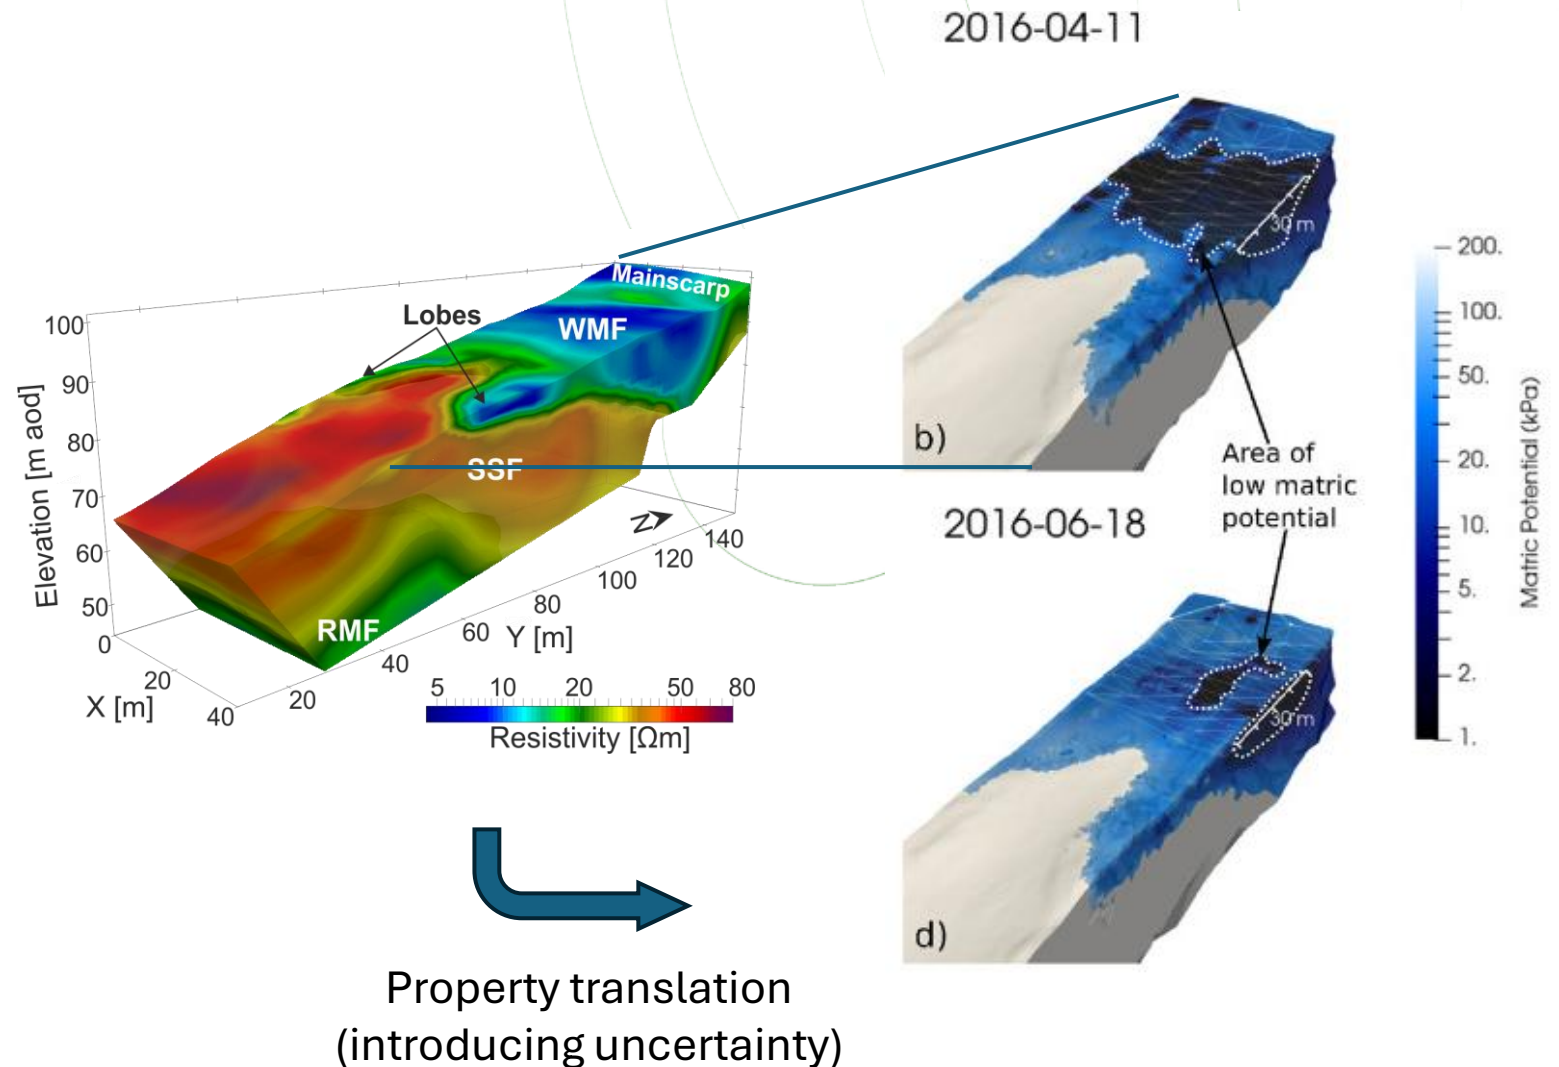 2016-04-11
30 m
b)
Mainscarp
Lobes
WMF
SSF
RMF
N
Elevation [m aod]
100
90
80
70
60
50
0
20
40
X [m]
20
40
60
80
100
120
140
Y [m]
5 10 20 50 80
Resistivity [Ωm]
Area of
low matric
potential
2016-06-18
30 m
d)
200.
100.
50.
20.
10.
5.
2.
1.
Matric Potential (kPa)
Property translation
(introducing uncertainty)